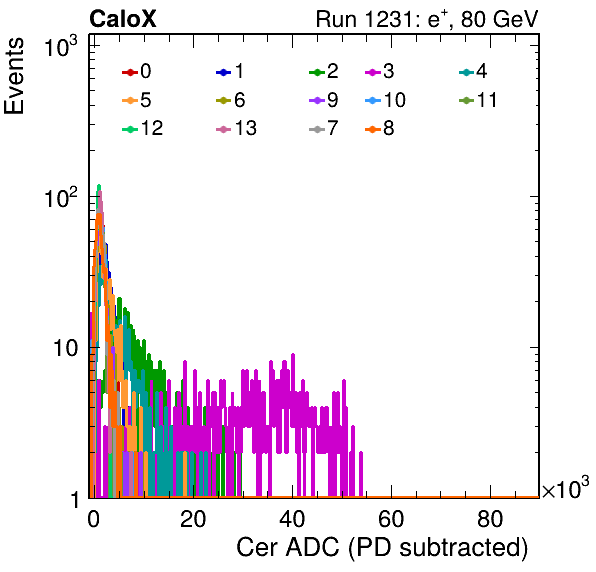 CaloX Run 1231: e⁺, 80 GeV
Events
10³
0 1 2 3 4
5 6 9 10 11
12 13 7 8
10²
10
1
0 20 40 60 80
×10³
Cer ADC (PD subtracted)